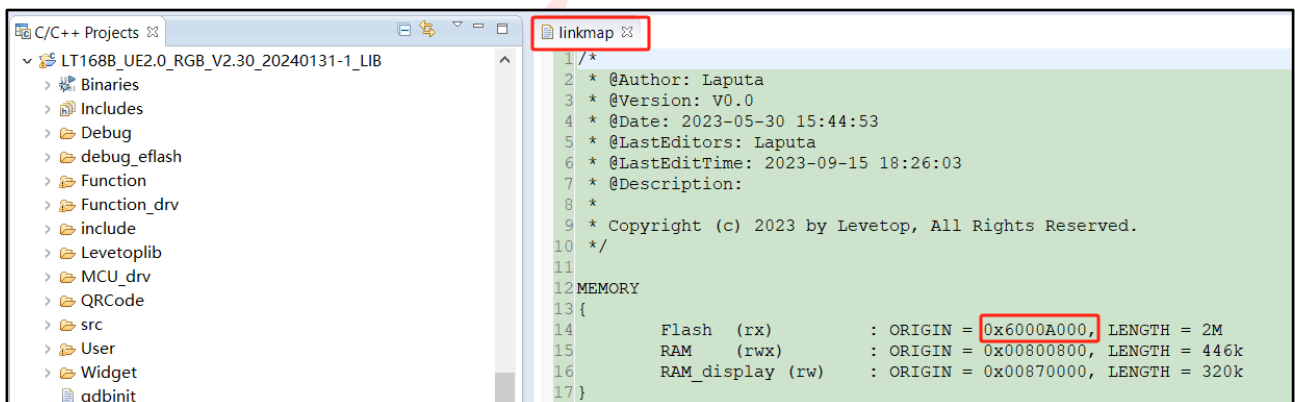 C/C++ Projects
LT168B_UE2.0_RGB_V2.30_20240131-1_LIB
Binaries
Includes
Debug
debug_eflash
Function
Function_drv
include
Levetoplib
MCU_drv
QRCode
src
User
Widget
gdbinit
linkmap
1 /*
2 * @Author: Laputa
3 * @Version: V0.0
4 * @Date: 2023-05-30 15:44:53
5 * @LastEditors: Laputa
6 * @LastEditTime: 2023-09-15 18:26:03
7 * @Description:
8 *
9 * Copyright (c) 2023 by Levetop, All Rights Reserved.
10 */
11
12 MEMORY
13 {
14 Flash (rx) : ORIGIN = 0x6000A000, LENGTH = 2M
15 RAM (rwx) : ORIGIN = 0x00800800, LENGTH = 446k
16 RAM_display (rw) : ORIGIN = 0x00870000, LENGTH = 320k
17 }